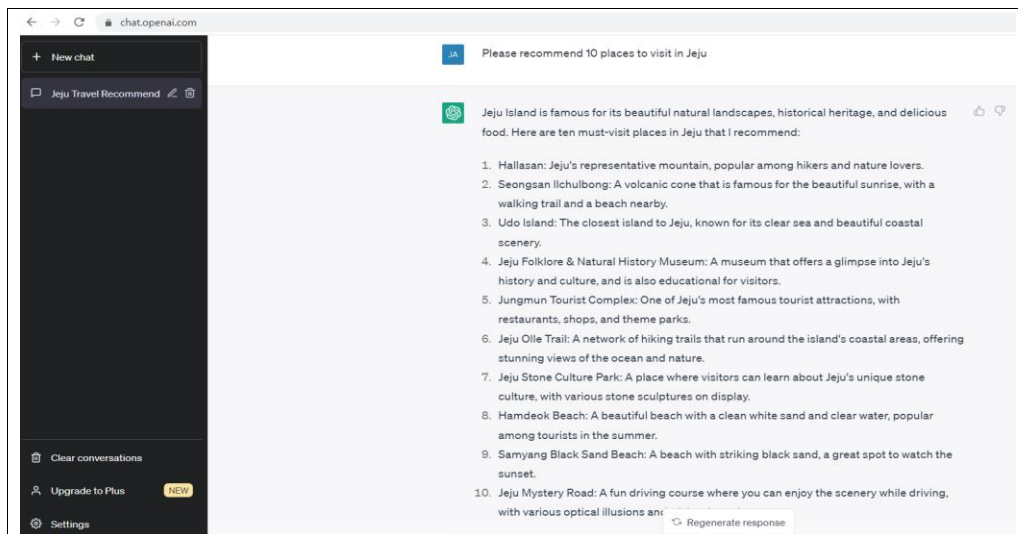 chat.openai.com
+ New chat
Jeju Travel Recommend
Clear conversations
Upgrade to Plus NEW
Settings
JA Please recommend 10 places to visit in Jeju
Jeju Island is famous for its beautiful natural landscapes, historical heritage, and delicious
food. Here are ten must-visit places in Jeju that I recommend:
1. Hallasan: Jeju's representative mountain, popular among hikers and nature lovers.
2. Seongsan Ilchulbong: A volcanic cone that is famous for the beautiful sunrise, with a
walking trail and a beach nearby.
3. Udo Island: The closest island to Jeju, known for its clear sea and beautiful coastal
scenery.
4. Jeju Folklore & Natural History Museum: A museum that offers a glimpse into Jeju's
history and culture, and is also educational for visitors.
5. Jungmun Tourist Complex: One of Jeju's most famous tourist attractions, with
restaurants, shops, and theme parks.
6. Jeju Olle Trail: A network of hiking trails that run around the island's coastal areas, offering
stunning views of the ocean and nature.
7. Jeju Stone Culture Park: A place where visitors can learn about Jeju's unique stone
culture, with various stone sculptures on display.
8. Hamdeok Beach: A beautiful beach with a clean white sand and clear water, popular
among tourists in the summer.
9. Samyang Black Sand Beach: A beach with striking black sand, a great spot to watch the
sunset.
10. Jeju Mystery Road: A fun driving course where you can enjoy the scenery while driving,
with various optical illusions and
Regenerate response